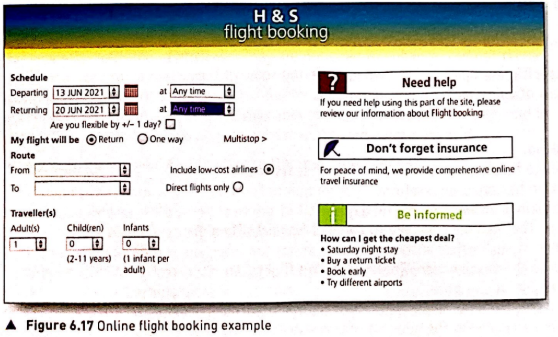 H & S
flight booking
Schedule
Departing 13 JUN 2021 at Any time
Returning 20 JUN 2021 at Any time
Are you flexible by +/– 1 day?
My flight will be Return One way Multistop >
Route
From Include low-cost airlines
To Direct flights only
Traveller(s)
Adult(s) Child(ren) Infants
1 0 0
(2-11 years) (1 infant per
adult)
? Need help
If you need help using this part of the site, please
review our information about Flight booking
Don't forget insurance
For peace of mind, we provide comprehensive online
travel insurance
i Be informed
How can I get the cheapest deal?
• Saturday night stay
• Buy a return ticket
• Book early
• Try different airports
▲ Figure 6.17 Online flight booking example